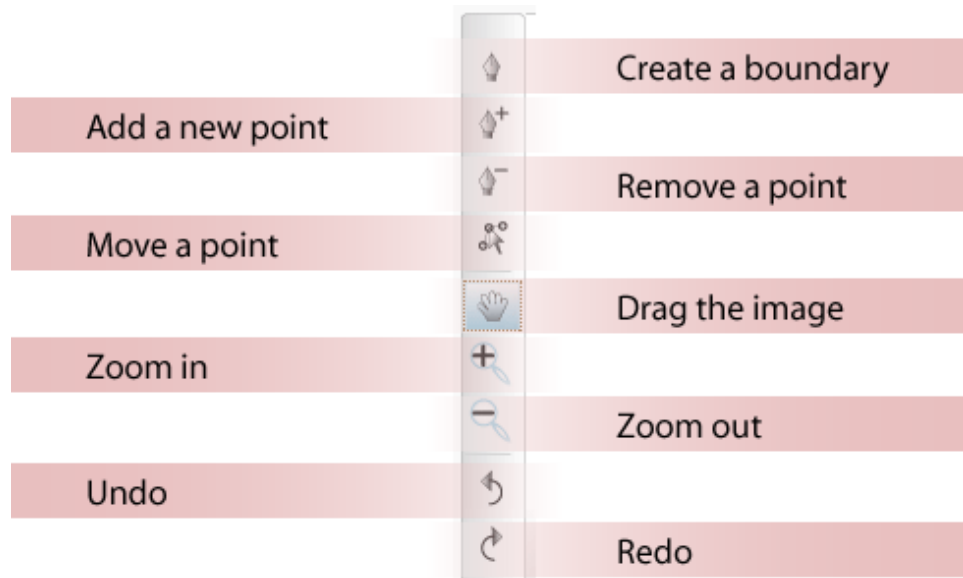 Create a boundary
Add a new point
Remove a point
Move a point
Drag the image
Zoom in
Zoom out
Undo
Redo